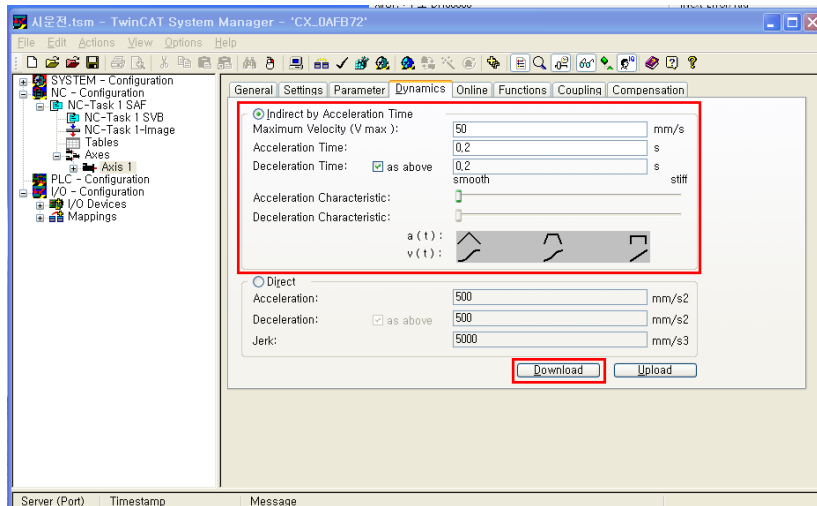 시운전.tsm - TwinCAT System Manager - 'CX_0AFB72'
File Edit Actions View Options Help
SYSTEM - Configuration
NC - Configuration
NC-Task 1 SAF
NC-Task 1 SVB
NC-Task 1-Image
Tables
Axes
Axis 1
PLC - Configuration
I/O - Configuration
I/O Devices
Mappings
General Settings Parameter Dynamics Online Functions Coupling Compensation
Indirect by Acceleration Time
Maximum Velocity (V max ): 50 mm/s
Acceleration Time: 0,2 s
Deceleration Time: as above 0,2 s
smooth stiff
Acceleration Characteristic:
Deceleration Characteristic:
a(t):
v(t):
Direct
Acceleration: 500 mm/s2
Deceleration: as above 500 mm/s2
Jerk: 5000 mm/s3
Download Upload
Server (Port) Timestamp Message